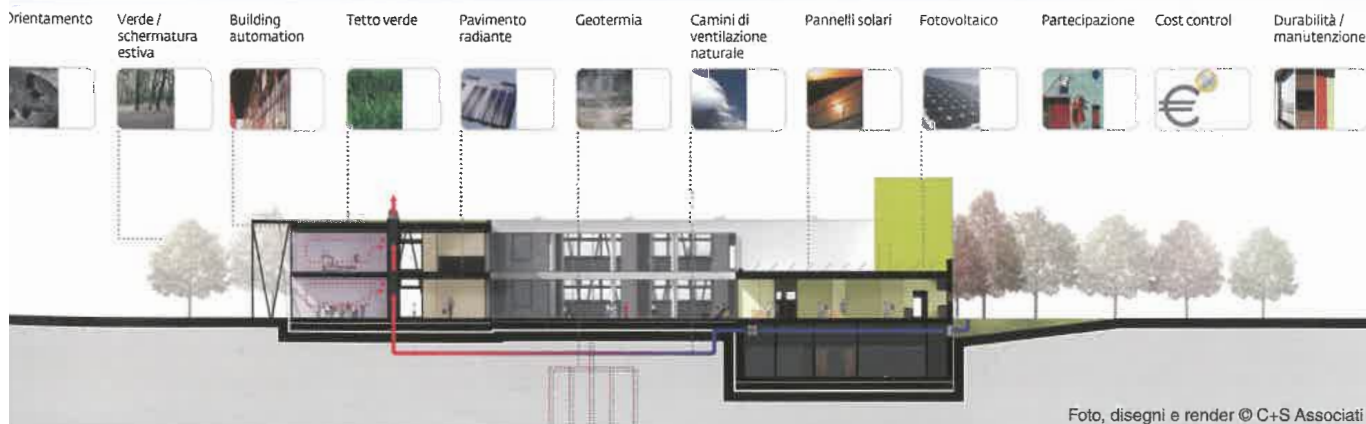 Orientamento
Verde /
schermatura
estiva
Building
automation
Tetto verde
Pavimento
radiante
Geotermia
Camini di
ventilazione
naturale
Pannelli solari
Fotovoltaico
Partecipazione
Cost control
Durabilità /
manutenzione
€
Foto, disegni e render © C+S Associati